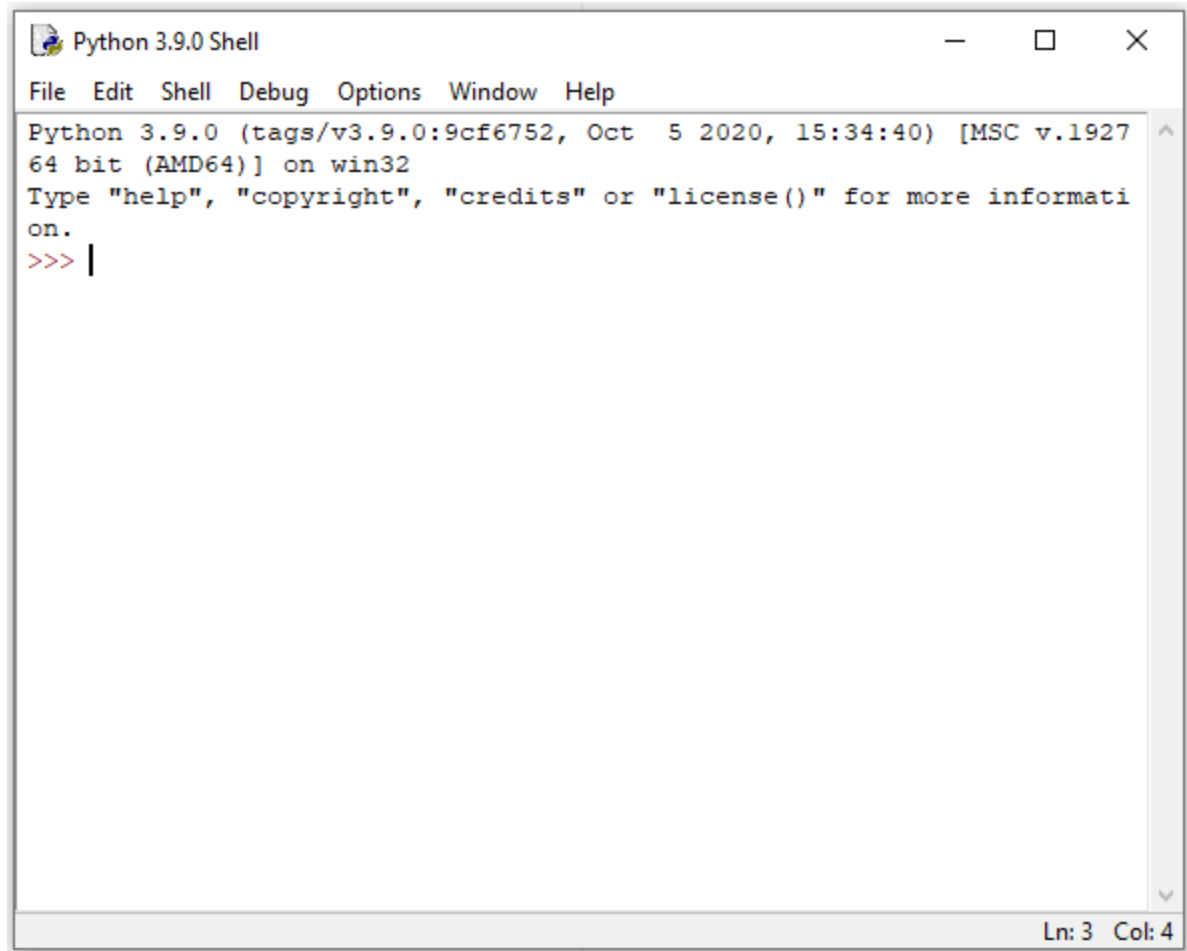 Python 3.9.0 Shell
File Edit Shell Debug Options Window Help
Python 3.9.0 (tags/v3.9.0:9cf6752, Oct  5 2020, 15:34:40) [MSC v.1927
64 bit (AMD64)] on win32
Type "help", "copyright", "credits" or "license()" for more informati
on.
>>>
Ln: 3 Col: 4